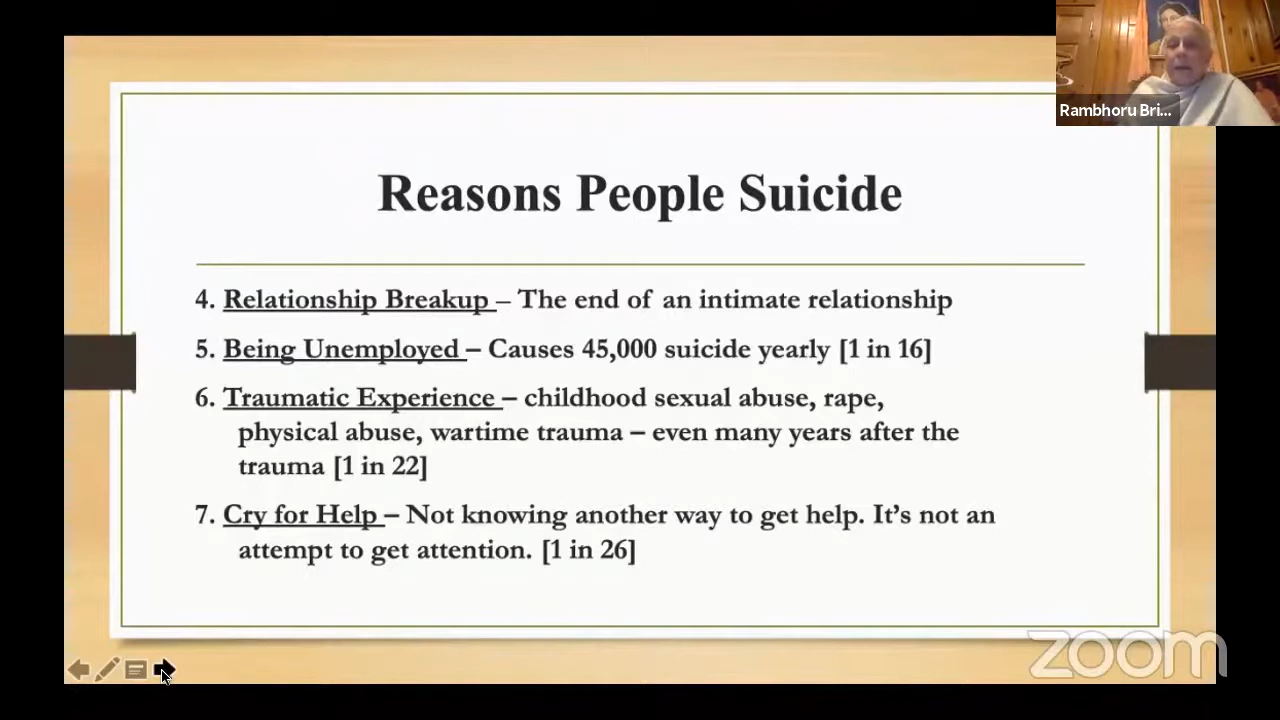 Rambhoru Bri...
Reasons People Suicide
4. Relationship Breakup – The end of an intimate relationship
5. Being Unemployed – Causes 45,000 suicide yearly [1 in 16]
6. Traumatic Experience – childhood sexual abuse, rape,
physical abuse, wartime trauma – even many years after the
trauma [1 in 22]
7. Cry for Help – Not knowing another way to get help. It’s not an
attempt to get attention. [1 in 26]
zoom